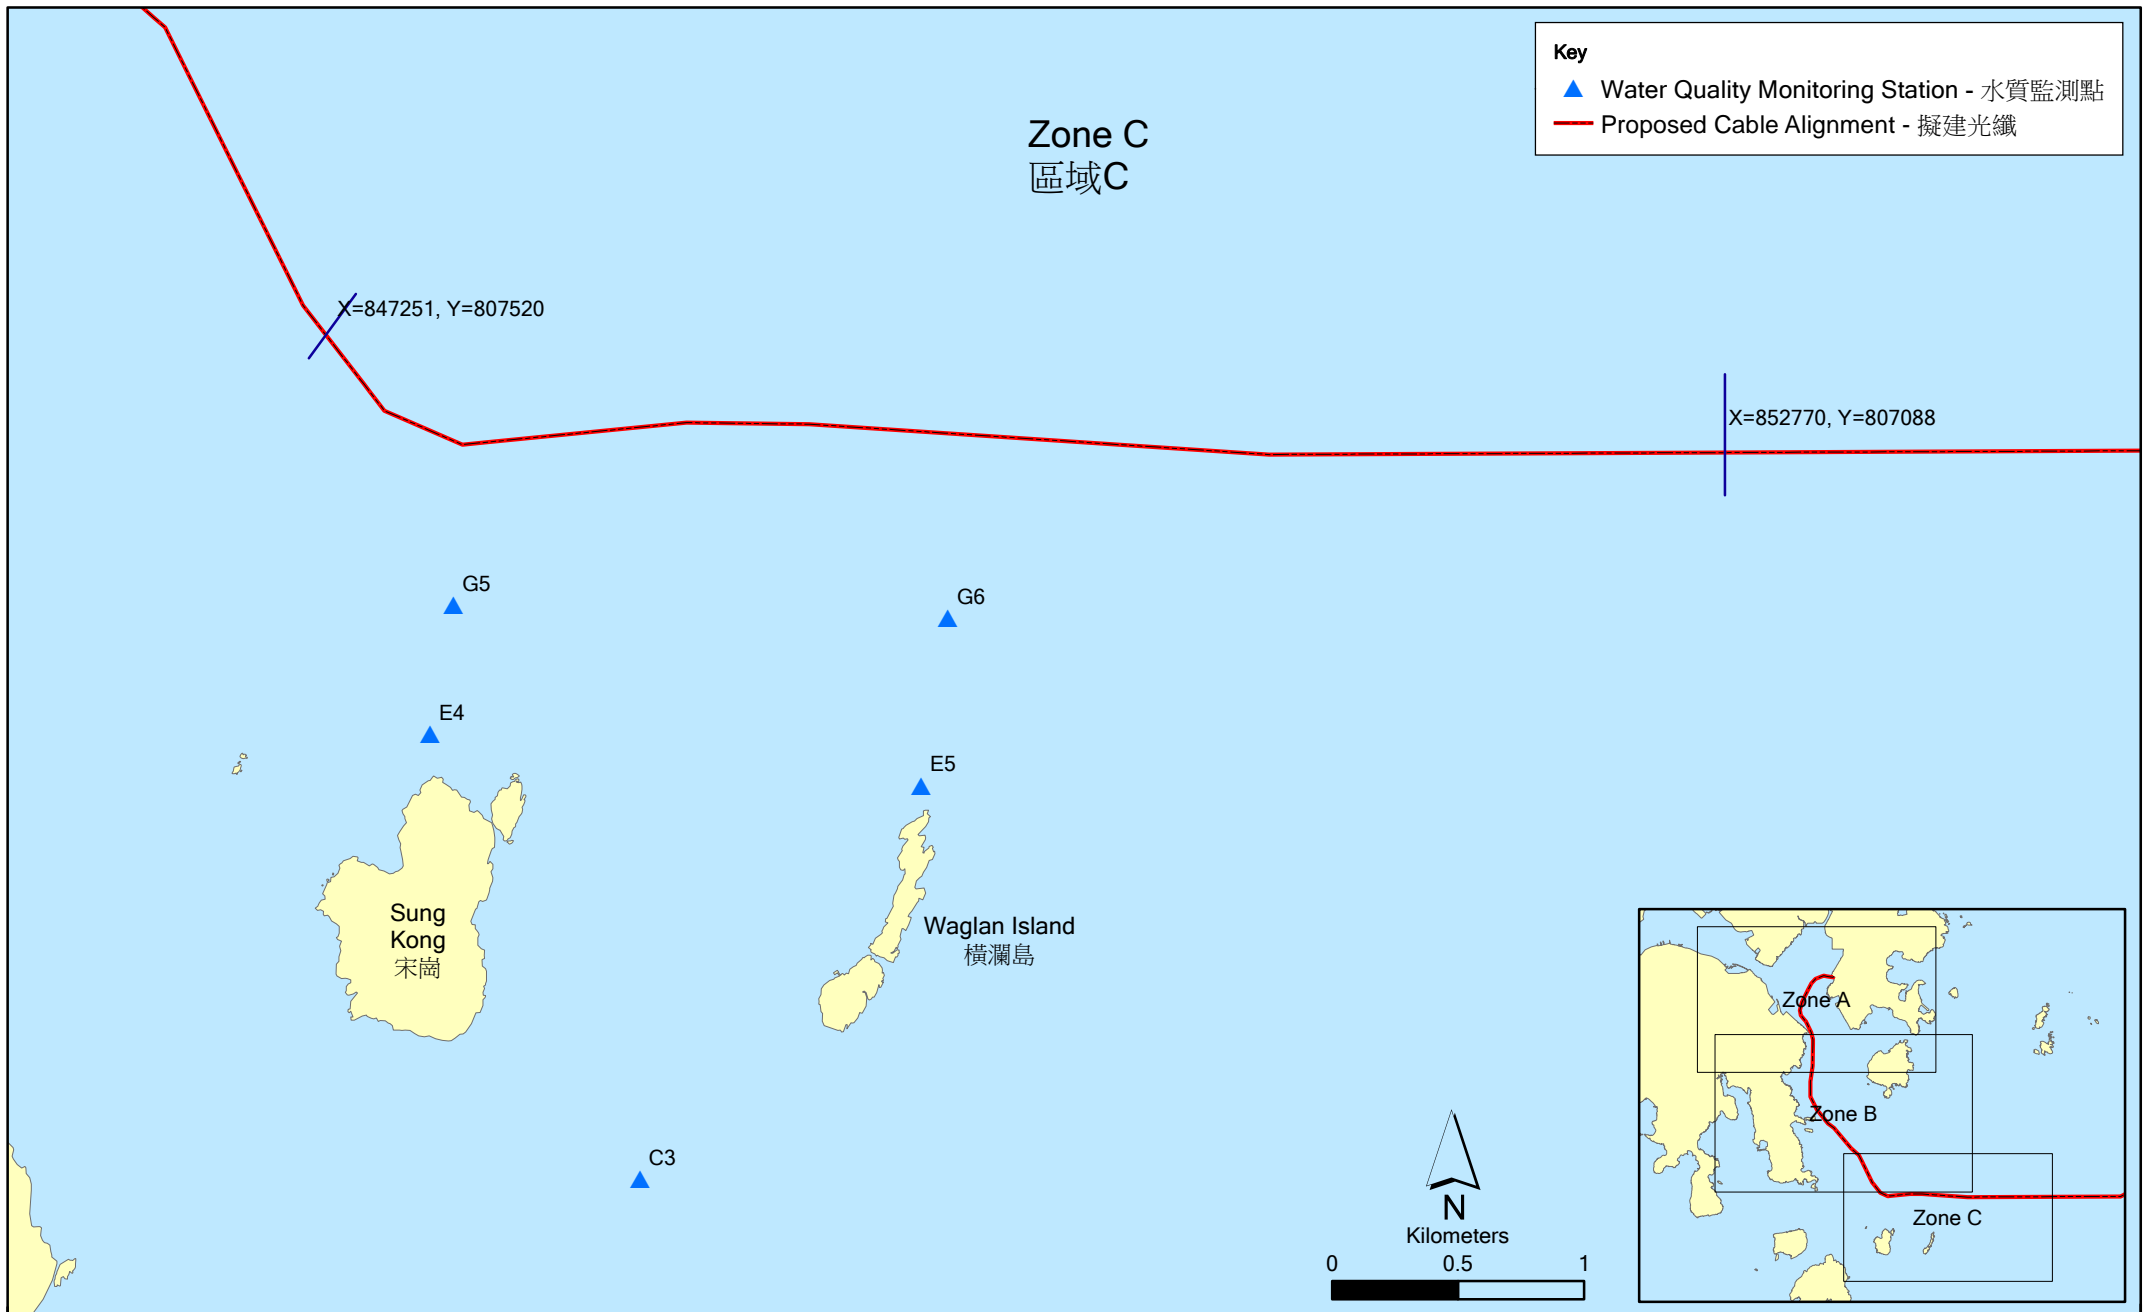 Key
Water Quality Monitoring Station - 水質監測點
Proposed Cable Alignment - 擬建光纖
Zone C
區域C
X=847251, Y=807520
X=852770, Y=807088
G5
G6
E4
E5
Sung
Kong
宋崗
Waglan Island
橫瀾島
C3
N
Kilometers
0 0.5 1
Zone A
Zone B
Zone C